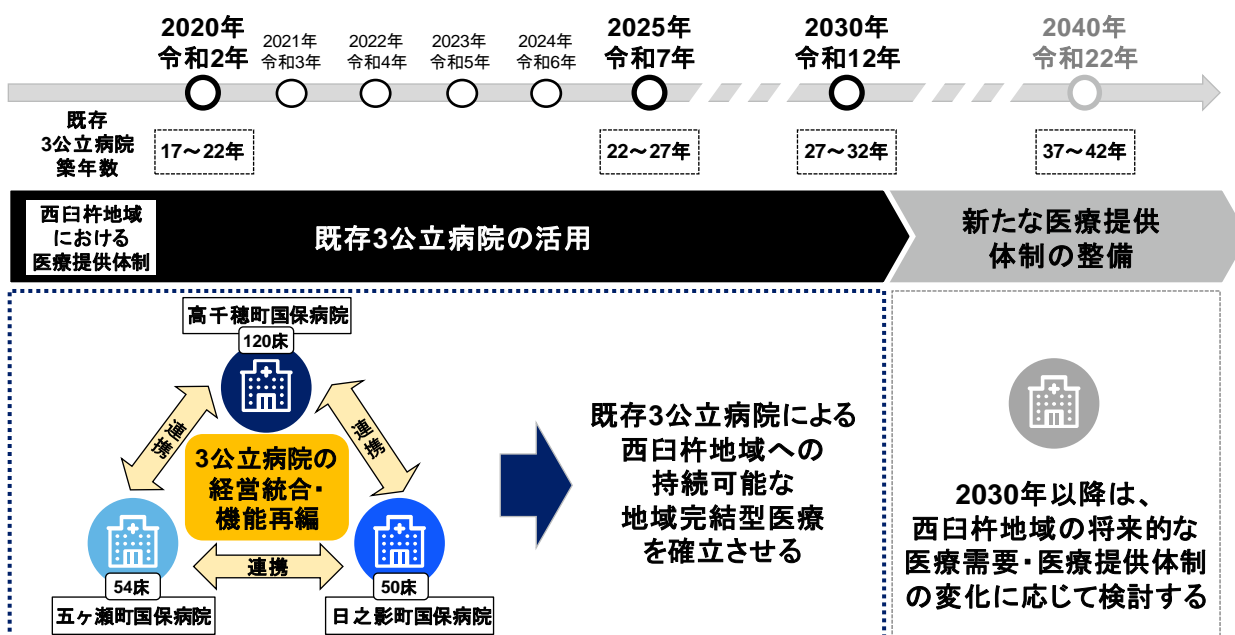 2020年
令和2年
2021年
令和3年
2022年
令和4年
2023年
令和5年
2024年
令和6年
2025年
令和7年
2030年
令和12年
2040年
令和22年
既存
3公立病院
築年数
17～22年
22～27年
27～32年
37～42年
西臼杵地域
における
医療提供体制
既存3公立病院の活用
新たな医療提供
体制の整備
高千穂町国保病院
120床
連携
連携
3公立病院の
経営統合・
機能再編
連携
54床
五ヶ瀬町国保病院
50床
日之影町国保病院
既存3公立病院による
西臼杵地域への
持続可能な
地域完結型医療
を確立させる
2030年以降は、
西臼杵地域の将来的な
医療需要・医療提供体制
の変化に応じて検討する